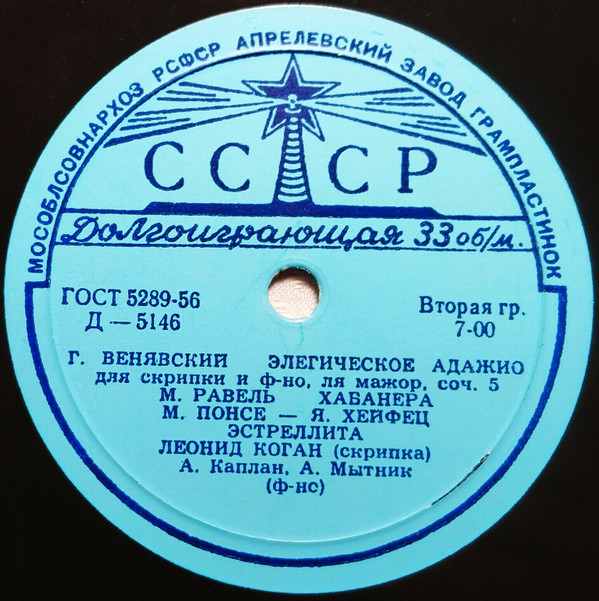 МОСОБЛСОВНАРХОЗ РСФСР АПРЕЛЕВСКИЙ ЗАВОД ГРАМПЛАСТИНОК
СССР
Долгоиграющая 33 об/м.
ГОСТ 5289-56
Д — 5146
Вторая гр.
7-00
Г. ВЕНЯВСКИЙ ЭЛЕГИЧЕСКОЕ АДАЖИО
для скрипки и ф-но, ля мажор, соч. 5
М. РАВЕЛЬ ХАБАНЕРА
М. ПОНСЕ — Я. ХЕЙФЕЦ
ЭСТРЕЛЛИТА
ЛЕОНИД КОГАН (скрипка)
А. Каплан, А. Мытник
(ф-нс)